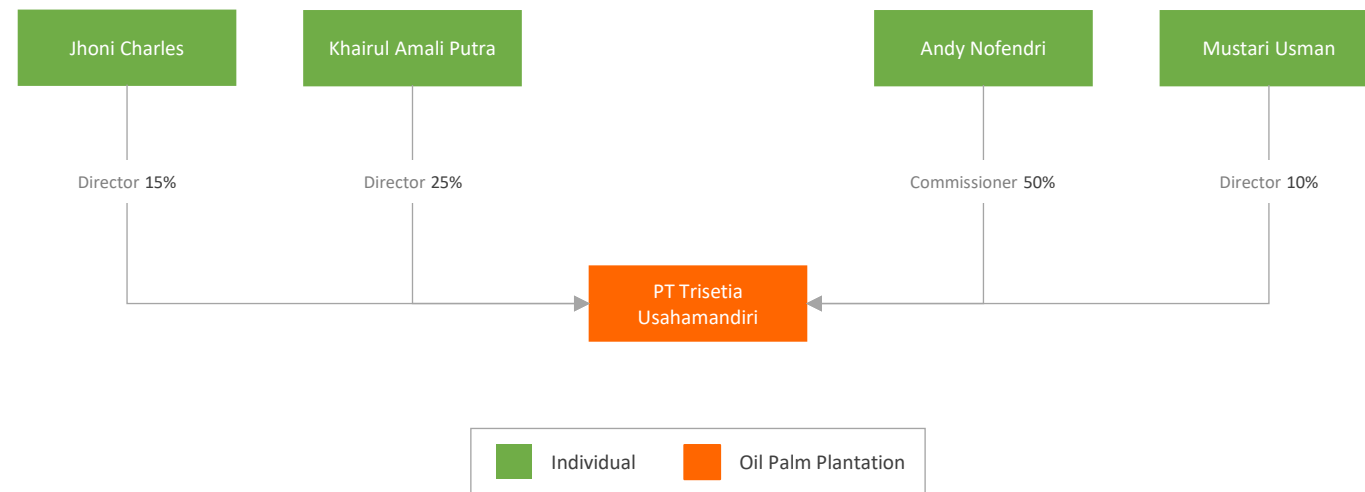 Jhoni Charles
Khairul Amali Putra
Andy Nofendri
Mustari Usman
Director 15%
Director 25%
Commissioner 50%
Director 10%
PT Trisetia
Usahamandiri
Individual
Oil Palm Plantation